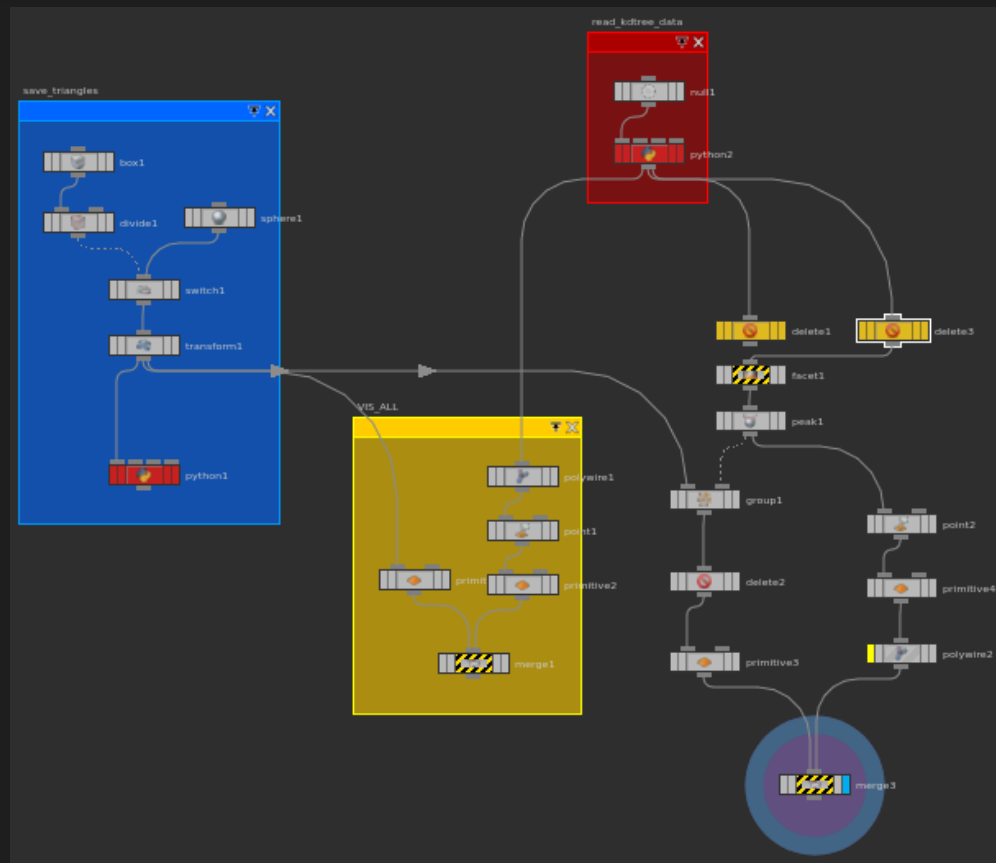 read_kdtree_data
null1
python2
save_triangles
box1
divide1
sphere1
switch1
transform1
python1
delete1
delete3
facet1
peak1
VIS_ALL
polywire1
point1
primit
primitive2
merge1
group1
point2
delete2
primitive4
primitive3
polywire2
merge3